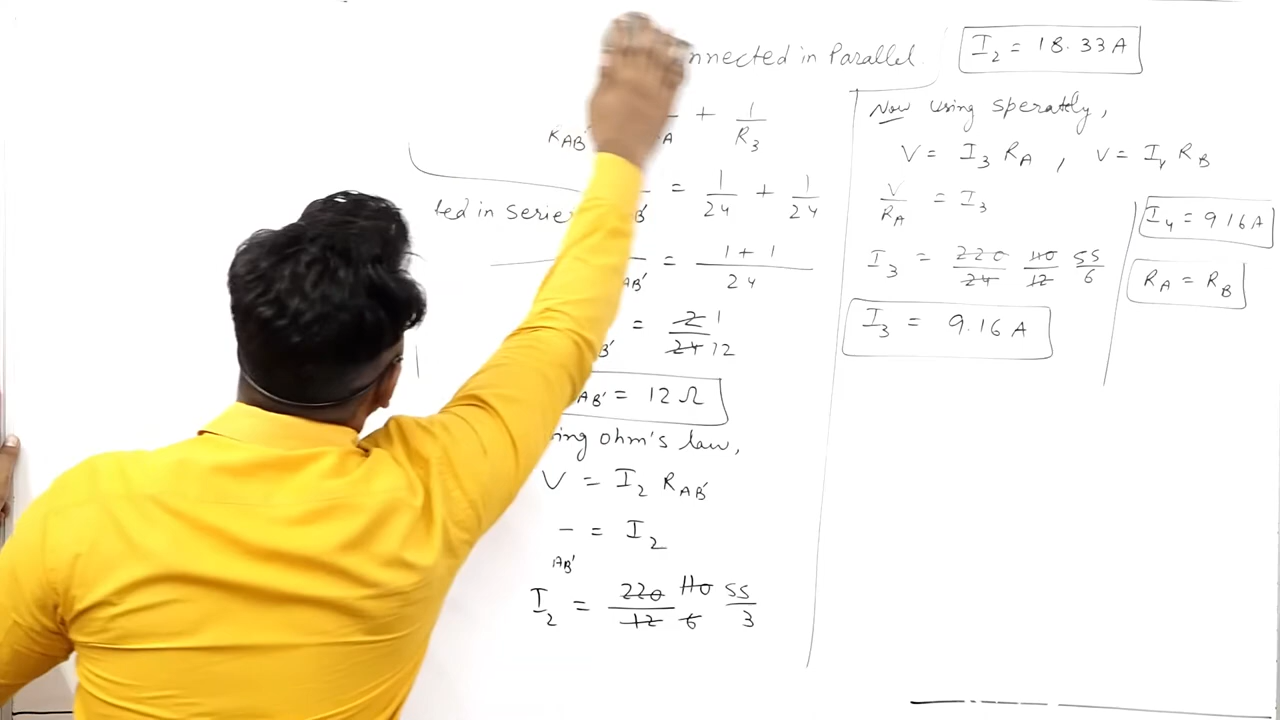 nnected in Parallel.
I2 = 18.33 A
RAB' A + 1/R3
B' = 1/24 + 1/24
ted in serie
AB' = 1 + 1 / 24
B' = 2/24 1/12
AB' = 12 Ω
ing ohm's law,
V = I2 RAB'
— = I2
AB'
I2 = 220/12 110/6 55/3
Now using sperately,
V = I3 RA , V = I4 RB
V/RA = I3
I3 = 220/24 110/12 55/6
I3 = 9.16 A
I4 = 9.16 A
RA = RB